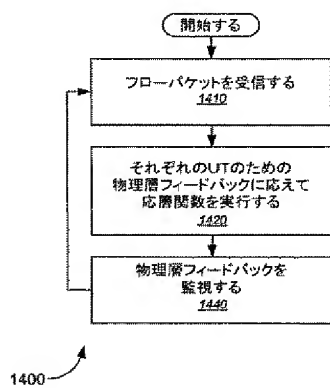 開始する
フローパケットを受信する
1410
それぞれのUTのための
物理層フィードバックに応えて
応層関数を実行する
1420
物理層フィードバックを
監視する
1440
1400